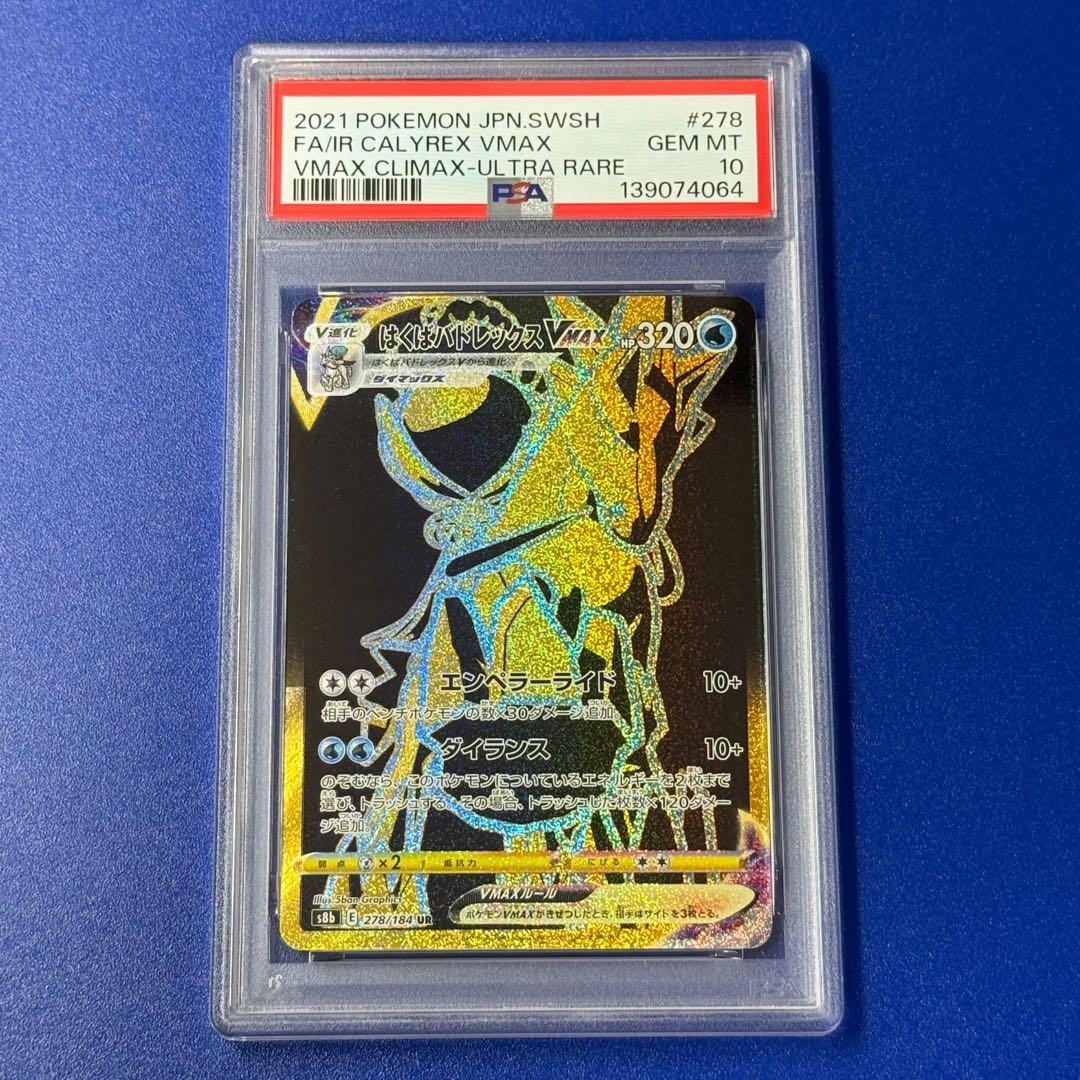 2021 POKEMON JPN.SWSH #278
FA/IR CALYREX VMAX GEM MT
VMAX CLIMAX-ULTRA RARE 10
PSA 139074064
V進化
はくばバドレックスVMAX HP320
はくばバドレックスVから進化
ダイマックス
エンペラーライド 10+
相手のベンチポケモンの数×30ダメージ追加。
ダイランス 10+
のぞむなら、このポケモンについているエネルギーを2枚まで
選び、トラッシュする。その場合、トラッシュした枚数×120ダメー
ジ追加。
弱点 ×2 抵抗力 にげる
Illus. 5ban Graphics
VMAXルール
s8b E 278/184 UR
ポケモンVMAXがきぜつしたとき、相手はサイドを3枚とる。
PSA